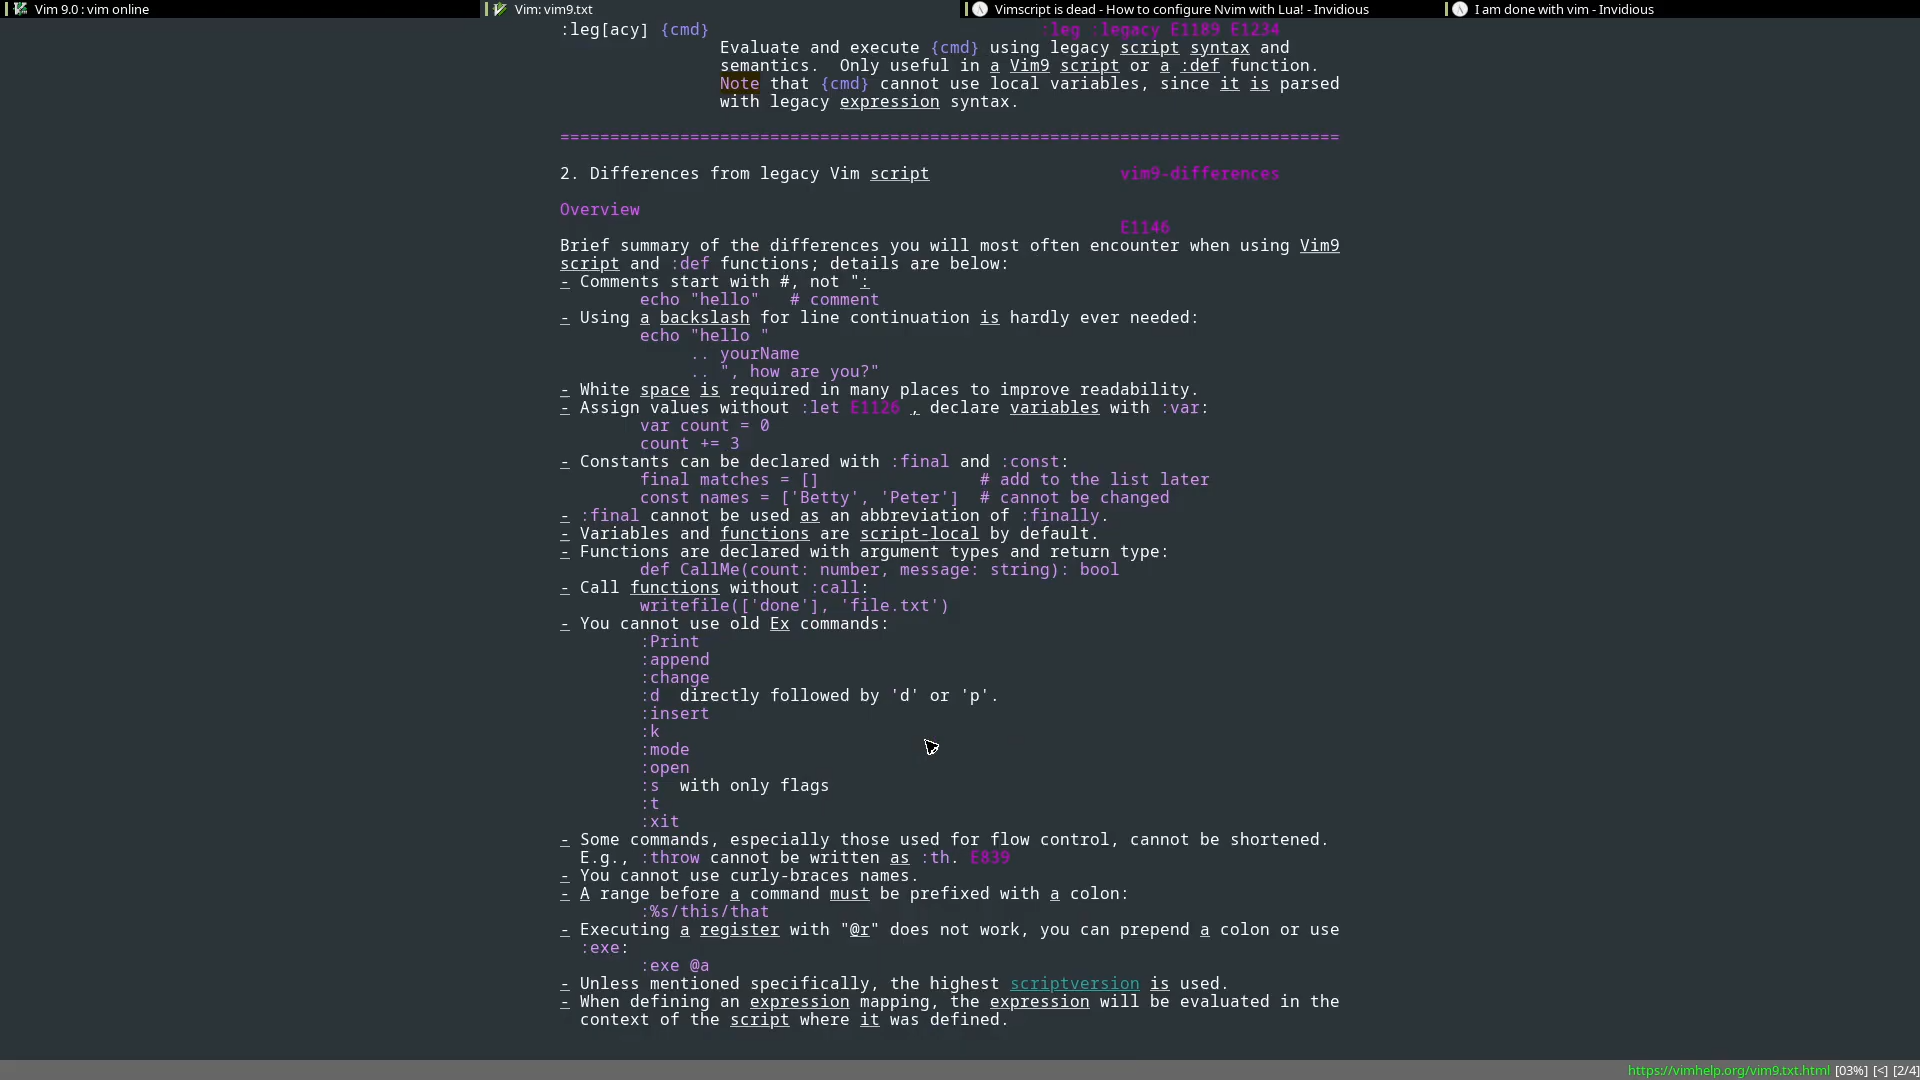 Vim 9.0 : vim online
Vim: vim9.txt
Vimscript is dead - How to configure Nvim with Lua! - Invidious
I am done with vim - Invidious
:leg[acy] {cmd} :leg :legacy E1189 E1234
Evaluate and execute {cmd} using legacy script syntax and
semantics.  Only useful in a Vim9 script or a :def function.
Note that {cmd} cannot use local variables, since it is parsed
with legacy expression syntax.
==============================================================================
2. Differences from legacy Vim script vim9-differences
Overview
E1146
Brief summary of the differences you will most often encounter when using Vim9
script and :def functions; details are below:
- Comments start with #, not ":
echo "hello"   # comment
- Using a backslash for line continuation is hardly ever needed:
echo "hello "
.. yourName
.. ", how are you?"
- White space is required in many places to improve readability.
- Assign values without :let E1126 , declare variables with :var:
var count = 0
count += 3
- Constants can be declared with :final and :const:
final matches = [] # add to the list later
const names = ['Betty', 'Peter']  # cannot be changed
- :final cannot be used as an abbreviation of :finally.
- Variables and functions are script-local by default.
- Functions are declared with argument types and return type:
def CallMe(count: number, message: string): bool
- Call functions without :call:
writefile(['done'], 'file.txt')
- You cannot use old Ex commands:
:Print
:append
:change
:d  directly followed by 'd' or 'p'.
:insert
:k
:mode
:open
:s  with only flags
:t
:xit
- Some commands, especially those used for flow control, cannot be shortened.
E.g., :throw cannot be written as :th. E839
- You cannot use curly-braces names.
- A range before a command must be prefixed with a colon:
:%s/this/that
- Executing a register with "@r" does not work, you can prepend a colon or use
:exe:
:exe @a
- Unless mentioned specifically, the highest scriptversion is used.
- When defining an expression mapping, the expression will be evaluated in the
context of the script where it was defined.
https://vimhelp.org/vim9.txt.html [03%] [<] [2/4]